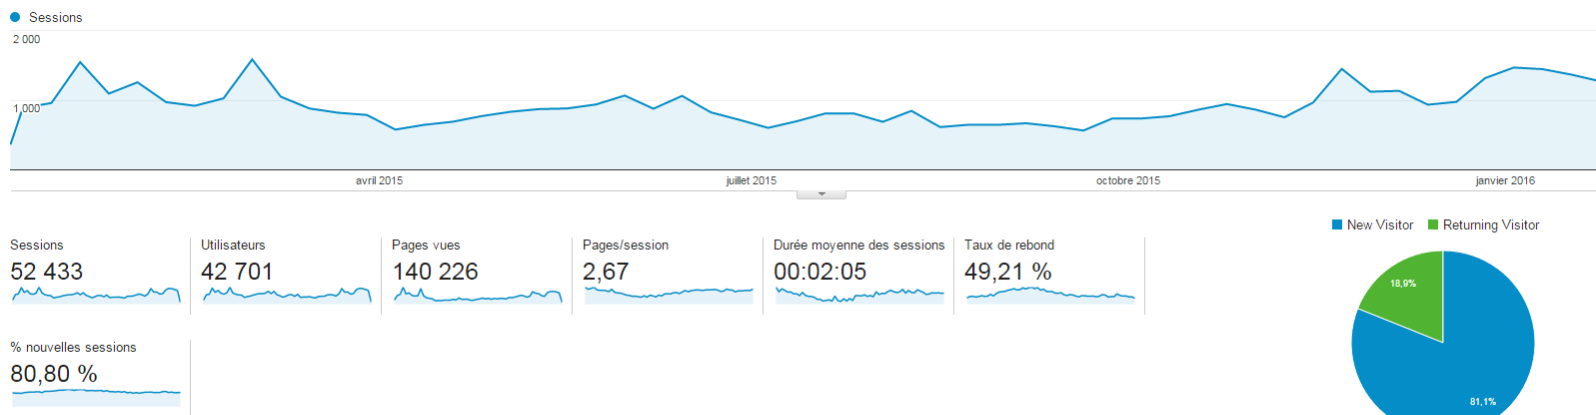 Sessions
2 000
1,000
avril 2015 juillet 2015 octobre 2015 janvier 2016
New Visitor Returning Visitor
Sessions Utilisateurs Pages vues Pages/session Durée moyenne des sessions Taux de rebond
52 433 42 701 140 226 2,67 00:02:05 49,21 %
18,9%
% nouvelles sessions
80,80 %
81,1%